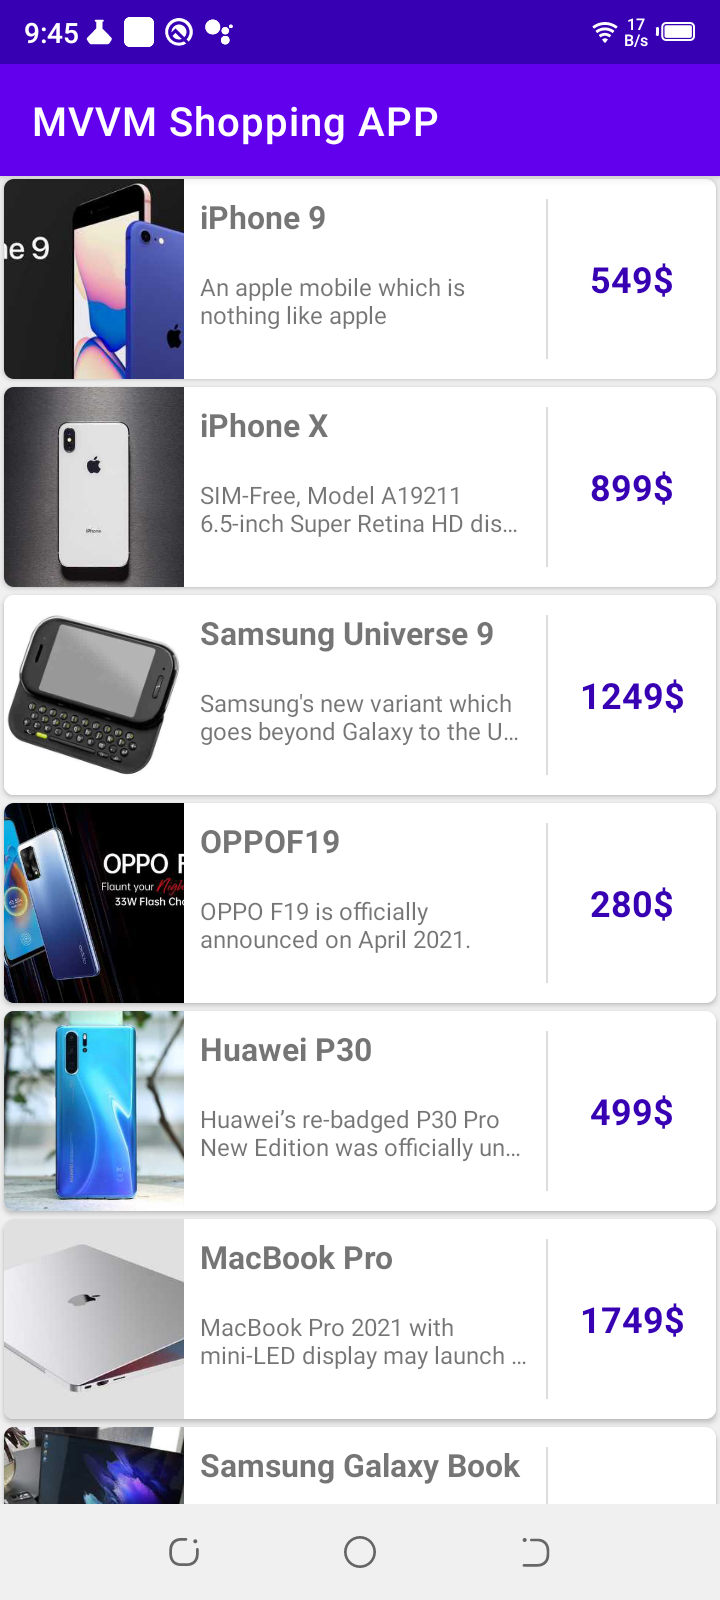 9:45
17
B/s
MVVM Shopping APP
ne 9
iPhone 9
An apple mobile which is
nothing like apple
549$
iPhone
iPhone X
SIM-Free, Model A19211
6.5-inch Super Retina HD dis...
899$
Samsung Universe 9
Samsung's new variant which
goes beyond Galaxy to the U...
1249$
OPPO F
Flaunt your Nigh
33W Flash Cha
OPPOF19
OPPO F19 is officially
announced on April 2021.
280$
Huawei P30
Huawei’s re-badged P30 Pro
New Edition was officially un...
499$
MacBook Pro
MacBook Pro 2021 with
mini-LED display may launch ...
1749$
Samsung Galaxy Book